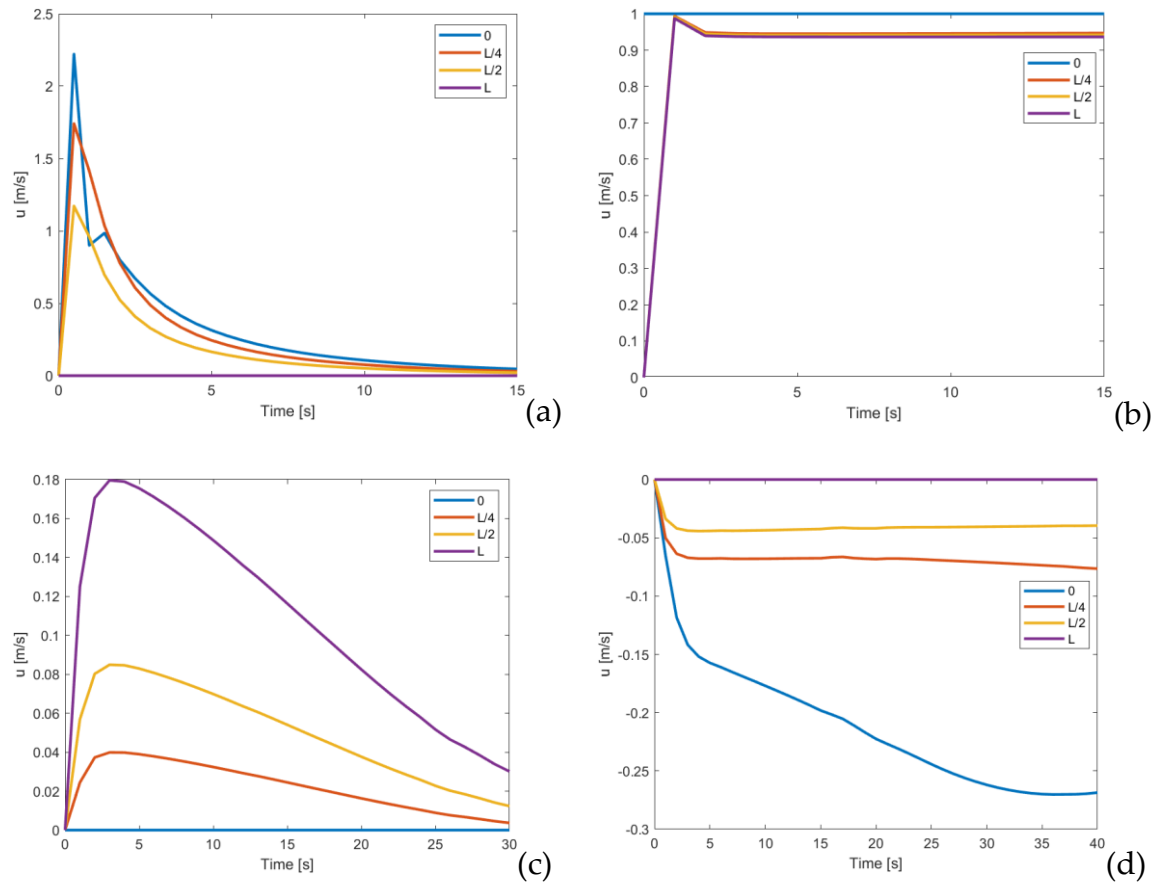 2.5
2
1.5
1
0.5
0
u [m/s]
0
5
10
15
Time [s]
0
L/4
L/2
L
(a)
1
0.9
0.8
0.7
0.6
0.5
0.4
0.3
0.2
0.1
0
u [m/s]
0
5
10
15
Time [s]
0
L/4
L/2
L
(b)
0.18
0.16
0.14
0.12
0.1
0.08
0.06
0.04
0.02
0
u [m/s]
0
5
10
15
20
25
30
Time [s]
0
L/4
L/2
L
(c)
0
-0.05
-0.1
-0.15
-0.2
-0.25
-0.3
u [m/s]
0
5
10
15
20
25
30
35
40
Time [s]
0
L/4
L/2
L
(d)